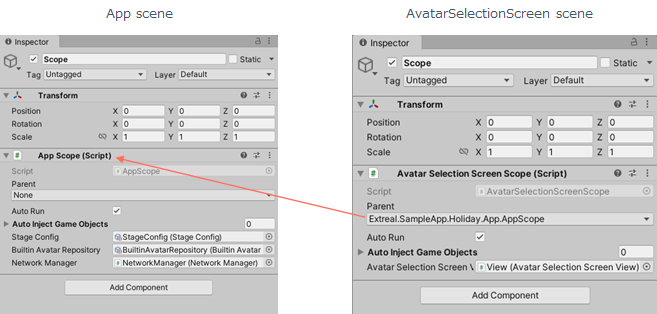 App scene
AvatarSelectionScreen scene
Inspector
Scope
Static
Tag Untagged Layer Default
Transform
Position X 0 Y 0 Z 0
Rotation X 0 Y 0 Z 0
Scale X 1 Y 1 Z 1
# App Scope (Script)
Script # AppScope
Parent
None
Auto Run
Auto Inject Game Objects 0
Stage Config StageConfig (Stage Config)
Builtin Avatar Repository BuiltinAvatarRepository (Builtin Avatar
Network Manager # NetworkManager (Network Manager)
Add Component
Inspector
Scope
Static
Tag Untagged Layer Default
Transform
Position X 0 Y 0 Z 0
Rotation X 0 Y 0 Z 0
Scale X 1 Y 1 Z 1
# Avatar Selection Screen Scope (Script)
Script # AvatarSelectionScreenScope
Parent
Extreal.SampleApp.Holiday.App.AppScope
Auto Run
Auto Inject Game Objects 0
Avatar Selection Screen V # View (Avatar Selection Screen View)
Add Component